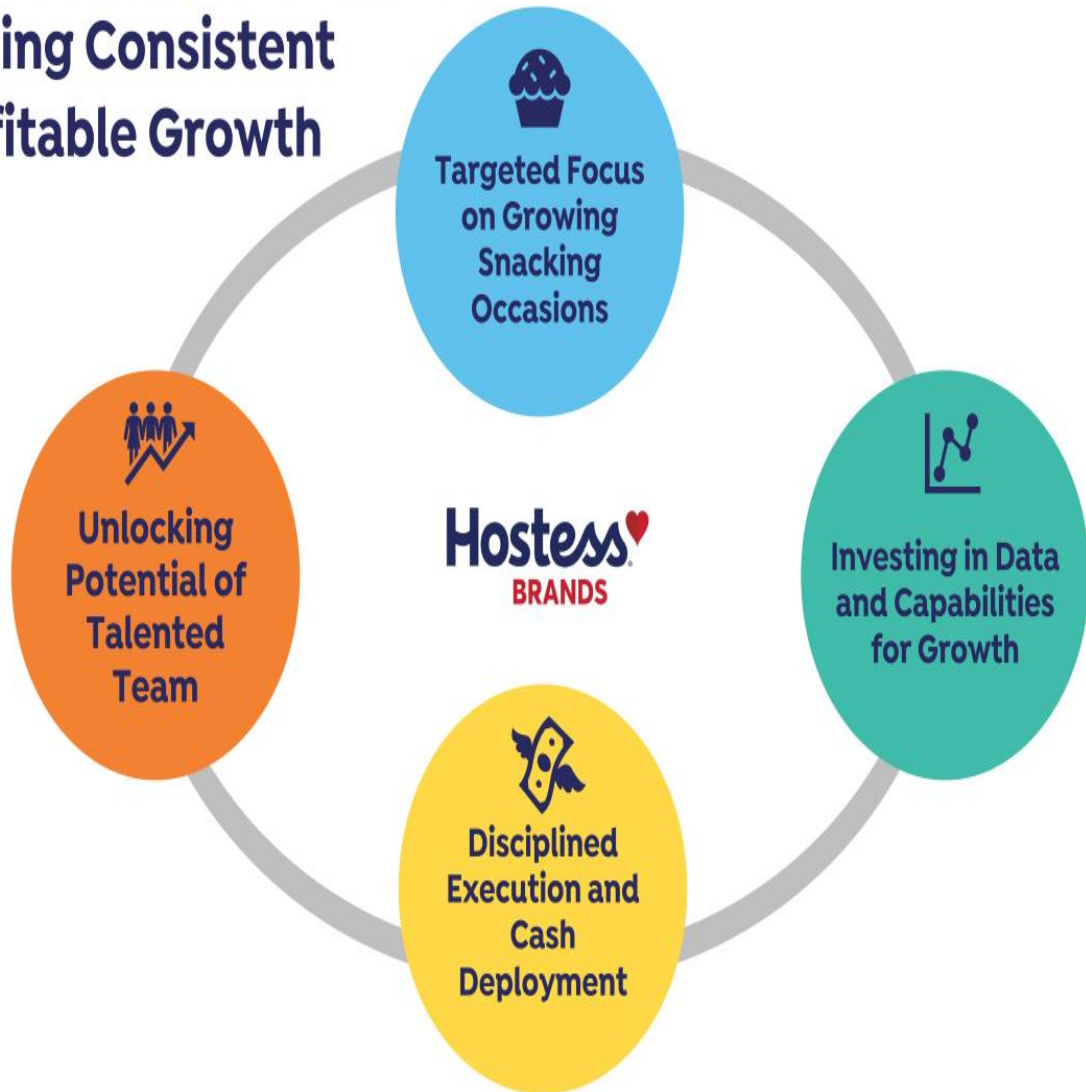 ing Consistent
fitable Growth
Targeted Focus
on Growing
Snacking
Occasions
Unlocking
Potential of
Talented
Team
Hostess
BRANDS
Investing in Data
and Capabilities
for Growth
Disciplined
Execution and
Cash
Deployment